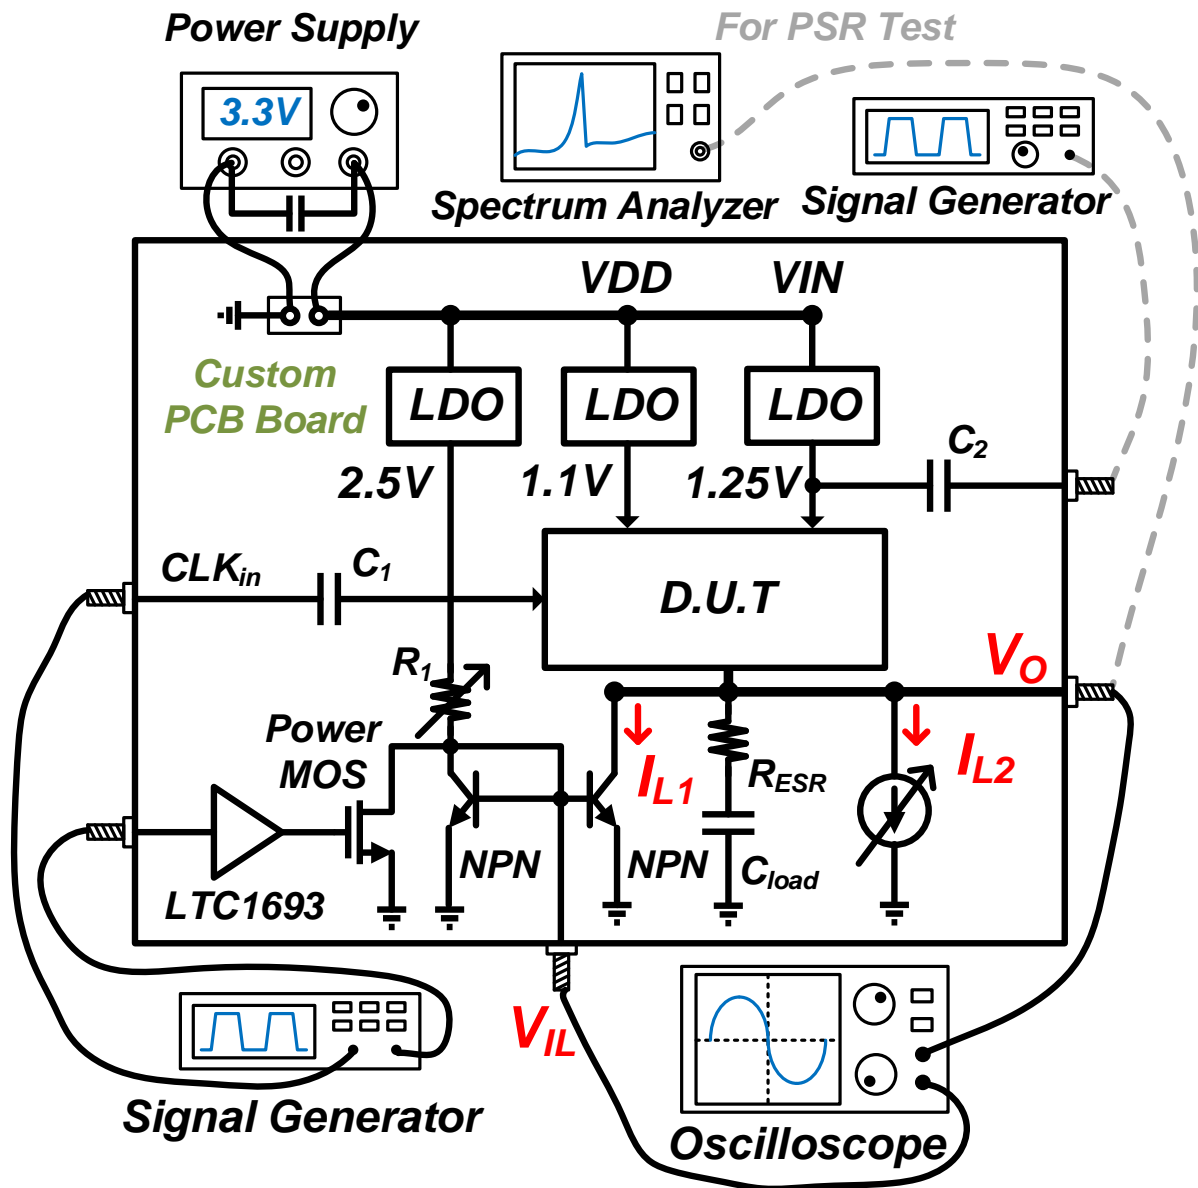 Power Supply
For PSR Test
3.3V
Spectrum Analyzer
Signal Generator
VDD
VIN
Custom
PCB Board
LDO
LDO
LDO
2.5V
1.1V
1.25V
C2
CLKin
C1
D.U.T
R1
VO
Power
MOS
IL1
RESR
IL2
NPN
NPN
Cload
LTC1693
VIL
Signal Generator
Oscilloscope